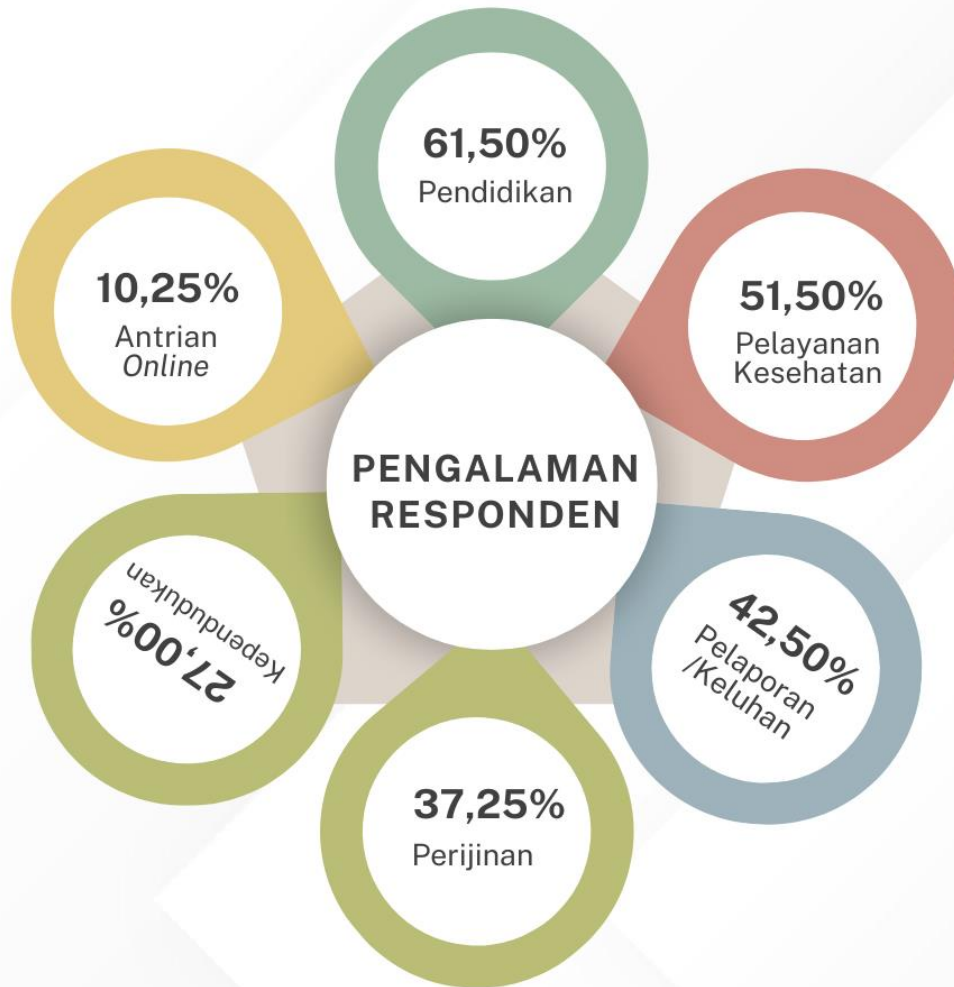 61,50%
Pendidikan
51,50%
Pelayanan
Kesehatan
42,50%
Pelaporan
/Keluhan
37,25%
Perijinan
27,00%
Kependudukan
10,25%
Antrian
Online
PENGALAMAN
RESPONDEN